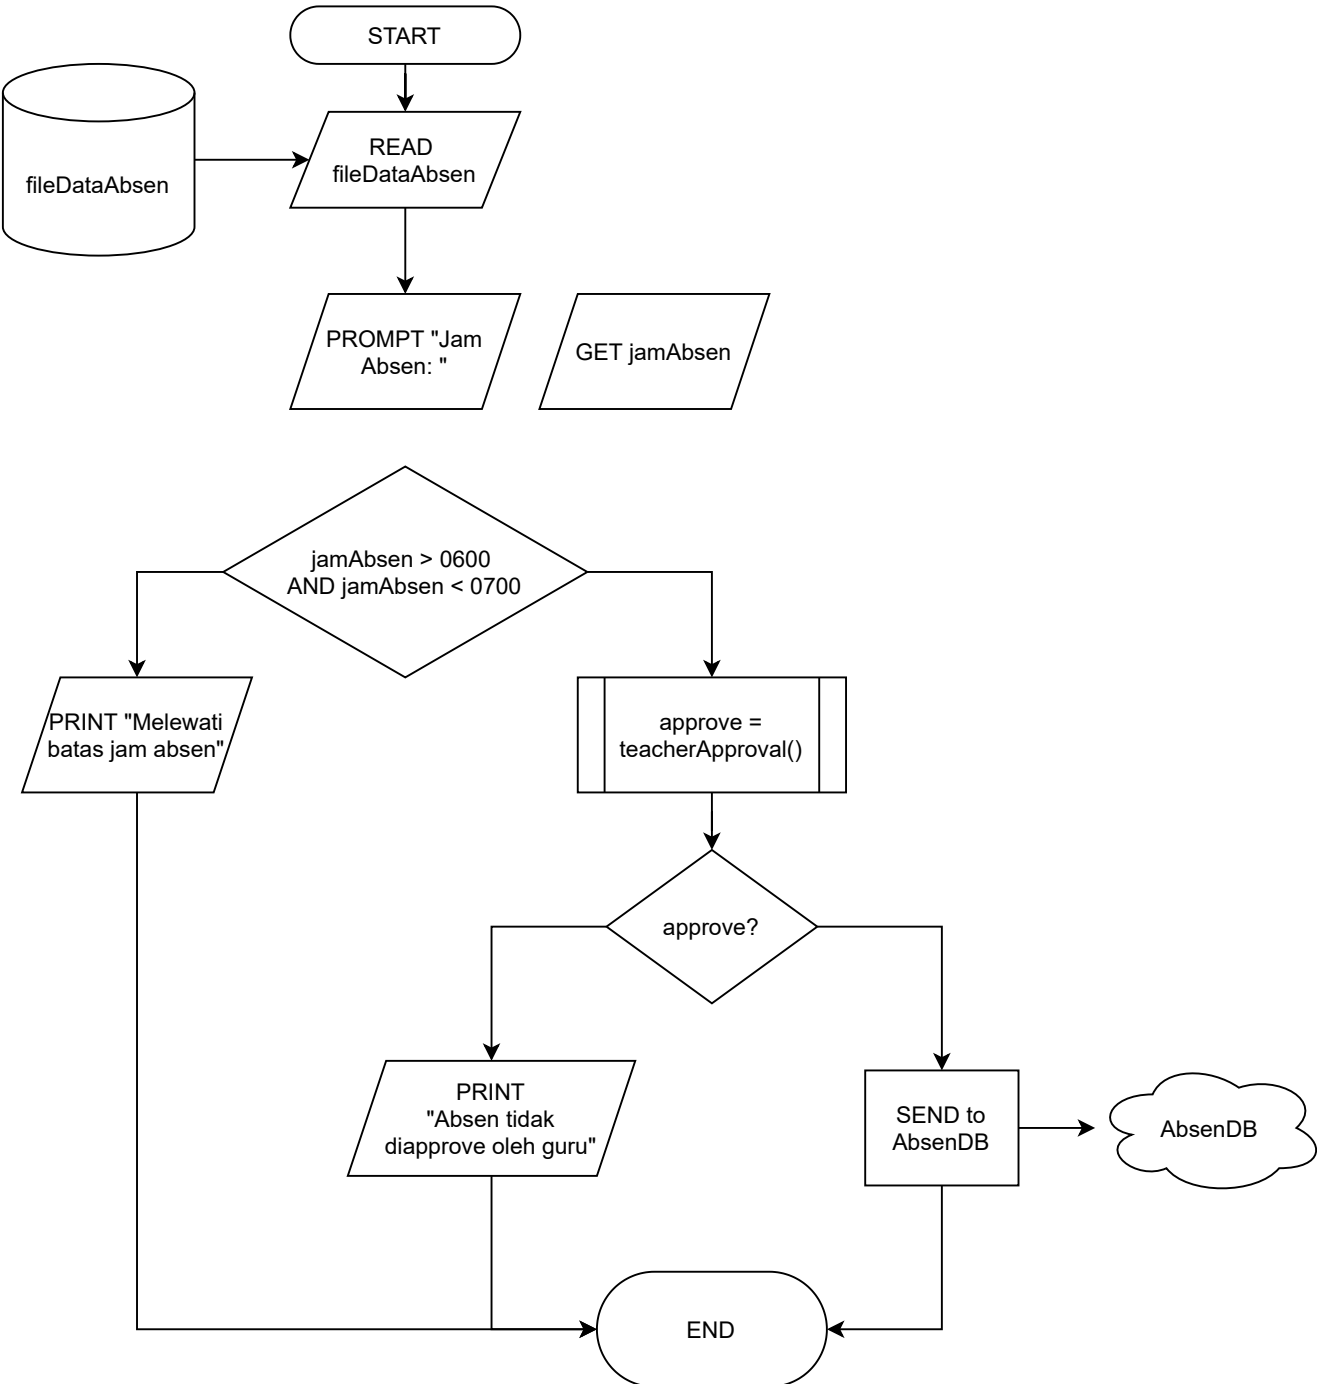 START
READ
fileDataAbsen
fileDataAbsen
PROMPT "Jam
Absen: "
GET jamAbsen
jamAbsen > 0600
AND jamAbsen < 0700
PRINT "Melewati
batas jam absen"
approve =
teacherApproval()
approve?
PRINT
"Absen tidak
diapprove oleh guru"
SEND to
AbsenDB
AbsenDB
END